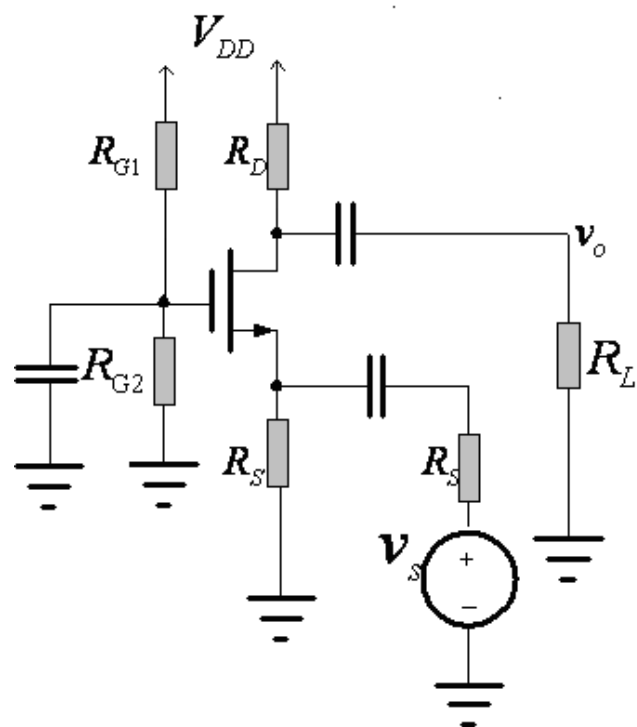 V_DD
R_G1
R_D
v_o
R_G2
R_L
R_S
R_S
v_S
+
−